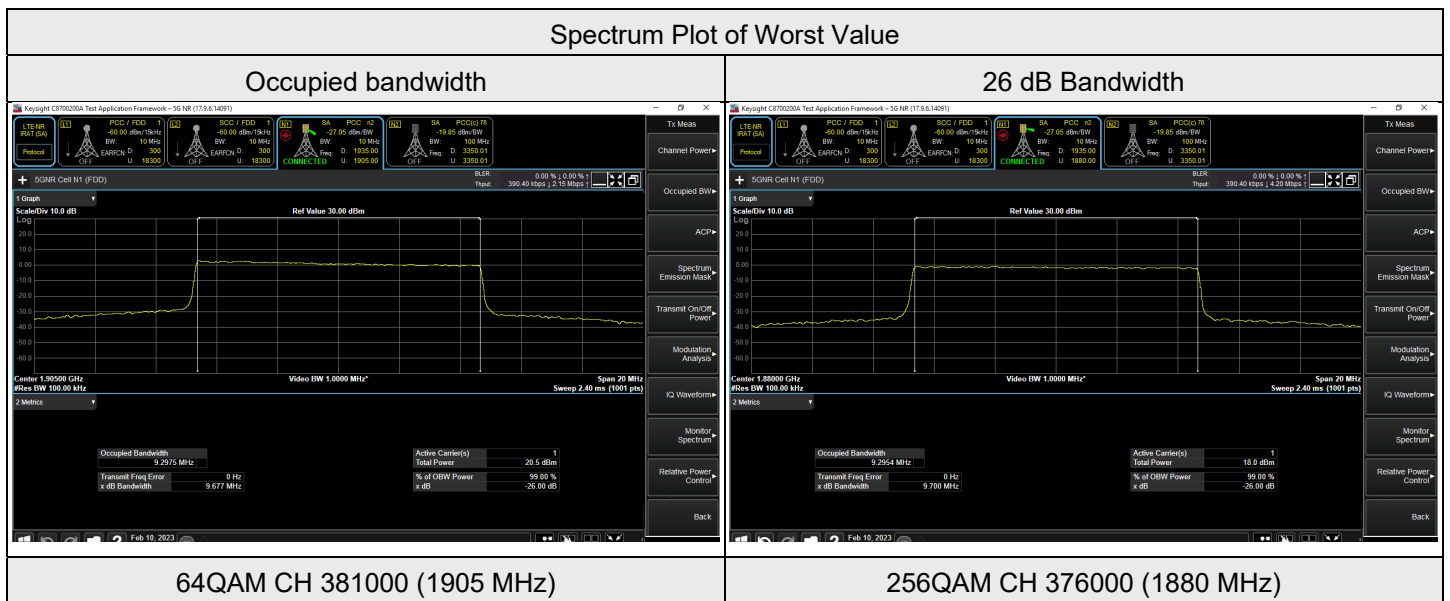 Spectrum Plot of Worst Value
Occupied bandwidth
26 dB Bandwidth
Keysight C8700200A Test Application Framework – 5G NR (17.9.6.14091)
LTE-NR IRAT (SA)
Protocol
L1 PCC / FDD 1
-60.00 dBm/15kHz
BW: 10 MHz
EARFCN: D: 300
OFF U: 18300
L2 SCC / FDD 1
-60.00 dBm/15kHz
BW: 10 MHz
EARFCN: D: 300
OFF U: 18300
N1 SA PCC n2
-27.05 dBm/BW
BW: 10 MHz
Freq: D: 1935.00
CONNECTED U: 1905.00
N2 SA PCC(c) 78
-19.85 dBm/BW
BW: 100 MHz
Freq: D: 3350.01
OFF U: 3350.01
5GNR Cell N1 (FDD)
BLER: 0.00 % ↓ 0.00 % ↑
Thput: 390.40 kbps ↓ 2.15 Mbps ↑
1 Graph
Scale/Div 10.0 dB
Ref Value 30.00 dBm
Log
20.0
10.0
0.00
-10.0
-20.0
-30.0
-40.0
-50.0
-60.0
Center 1.90500 GHz
Video BW 1.0000 MHz*
Span 20 MHz
#Res BW 100.00 kHz
Sweep 2.40 ms (1001 pts)
2 Metrics
Occupied Bandwidth
9.2975 MHz
Transmit Freq Error 0 Hz
x dB Bandwidth 9.677 MHz
Active Carrier(s) 1
Total Power 20.5 dBm
% of OBW Power 99.00 %
x dB -26.00 dB
Feb 10, 2023
Tx Meas
Channel Power
Occupied BW
ACP
Spectrum
Emission Mask
Transmit On/Off
Power
Modulation
Analysis
IQ Waveform
Monitor
Spectrum
Relative Power
Control
Back
Keysight C8700200A Test Application Framework – 5G NR (17.9.6.14091)
LTE-NR IRAT (SA)
Protocol
L1 PCC / FDD 1
-60.00 dBm/15kHz
BW: 10 MHz
EARFCN: D: 300
OFF U: 18300
L2 SCC / FDD 1
-60.00 dBm/15kHz
BW: 10 MHz
EARFCN: D: 300
OFF U: 18300
N1 SA PCC n2
-27.05 dBm/BW
BW: 10 MHz
Freq: D: 1935.00
CONNECTED U: 1880.00
N2 SA PCC(c) 78
-19.85 dBm/BW
BW: 100 MHz
Freq: D: 3350.01
OFF U: 3350.01
5GNR Cell N1 (FDD)
BLER: 0.00 % ↓ 0.00 % ↑
Thput: 390.40 kbps ↓ 4.20 Mbps ↑
1 Graph
Scale/Div 10.0 dB
Ref Value 30.00 dBm
Log
20.0
10.0
0.00
-10.0
-20.0
-30.0
-40.0
-50.0
-60.0
Center 1.88000 GHz
Video BW 1.0000 MHz*
Span 20 MHz
#Res BW 100.00 kHz
Sweep 2.40 ms (1001 pts)
2 Metrics
Occupied Bandwidth
9.2954 MHz
Transmit Freq Error 0 Hz
x dB Bandwidth 9.700 MHz
Active Carrier(s) 1
Total Power 18.0 dBm
% of OBW Power 99.00 %
x dB -26.00 dB
Feb 10, 2023
Tx Meas
Channel Power
Occupied BW
ACP
Spectrum
Emission Mask
Transmit On/Off
Power
Modulation
Analysis
IQ Waveform
Monitor
Spectrum
Relative Power
Control
Back
64QAM CH 381000 (1905 MHz)
256QAM CH 376000 (1880 MHz)